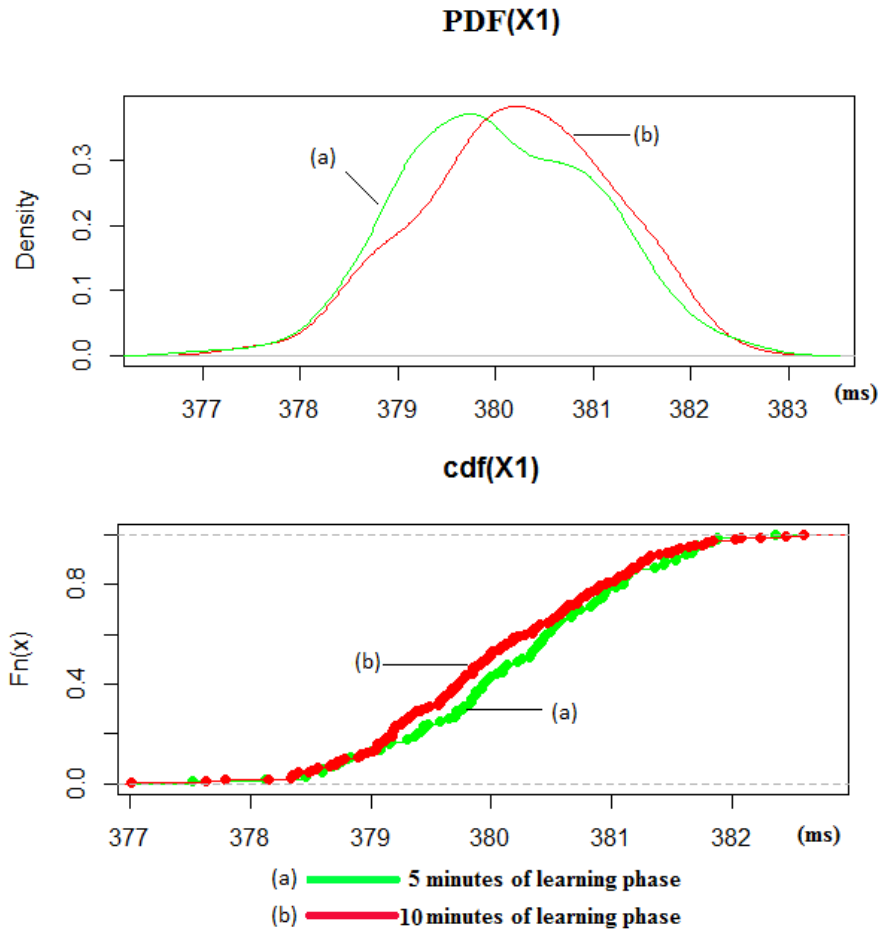 PDF(X1)
Density
0.3
0.2
0.1
0.0
(a)
(b)
377 378 379 380 381 382 383 (ms)
cdf(X1)
Fn(x)
0.8
0.4
0.0
(b)
(a)
377 378 379 380 381 382 (ms)
(a) 5 minutes of learning phase
(b) 10 minutes of learning phase